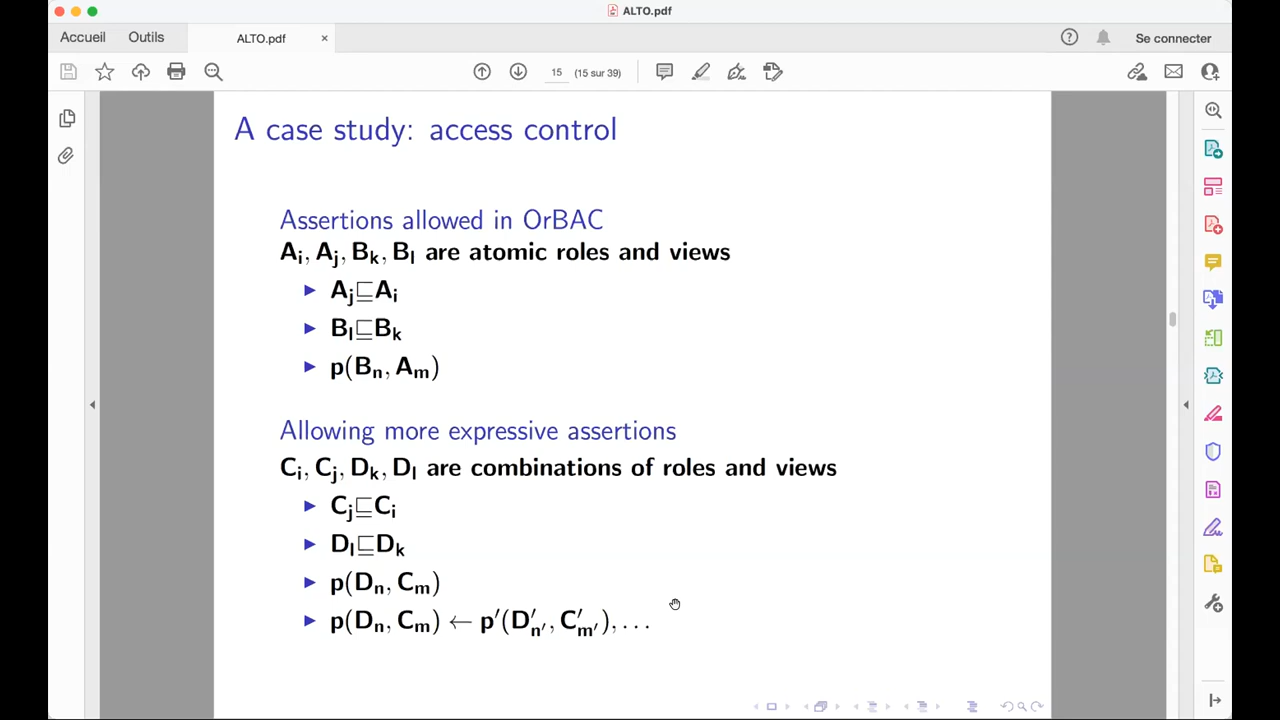 ALTO.pdf
Accueil Outils ALTO.pdf × Se connecter
15 (15 sur 39)
A case study: access control
Assertions allowed in OrBAC
Aᵢ, Aⱼ, Bₖ, Bₗ are atomic roles and views
▶ Aⱼ⊑Aᵢ
▶ Bₗ⊑Bₖ
▶ p(Bₙ, Aₘ)
Allowing more expressive assertions
Cᵢ, Cⱼ, Dₖ, Dₗ are combinations of roles and views
▶ Cⱼ⊑Cᵢ
▶ Dₗ⊑Dₖ
▶ p(Dₙ, Cₘ)
▶ p(Dₙ, Cₘ) ← p′(D′ₙ′, C′ₘ′), . . .